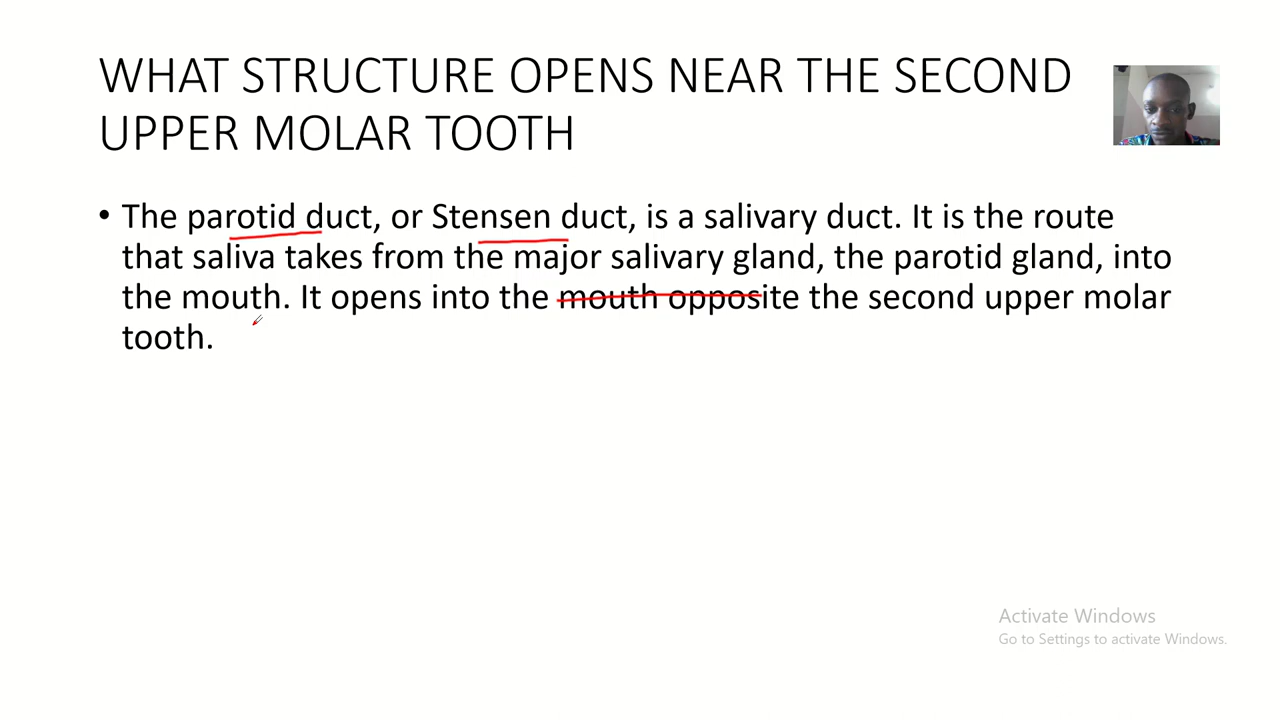 WHAT STRUCTURE OPENS NEAR THE SECOND
UPPER MOLAR TOOTH
• The parotid duct, or Stensen duct, is a salivary duct. It is the route
that saliva takes from the major salivary gland, the parotid gland, into
the mouth. It opens into the mouth opposite the second upper molar
tooth.
Activate Windows
Go to Settings to activate Windows.